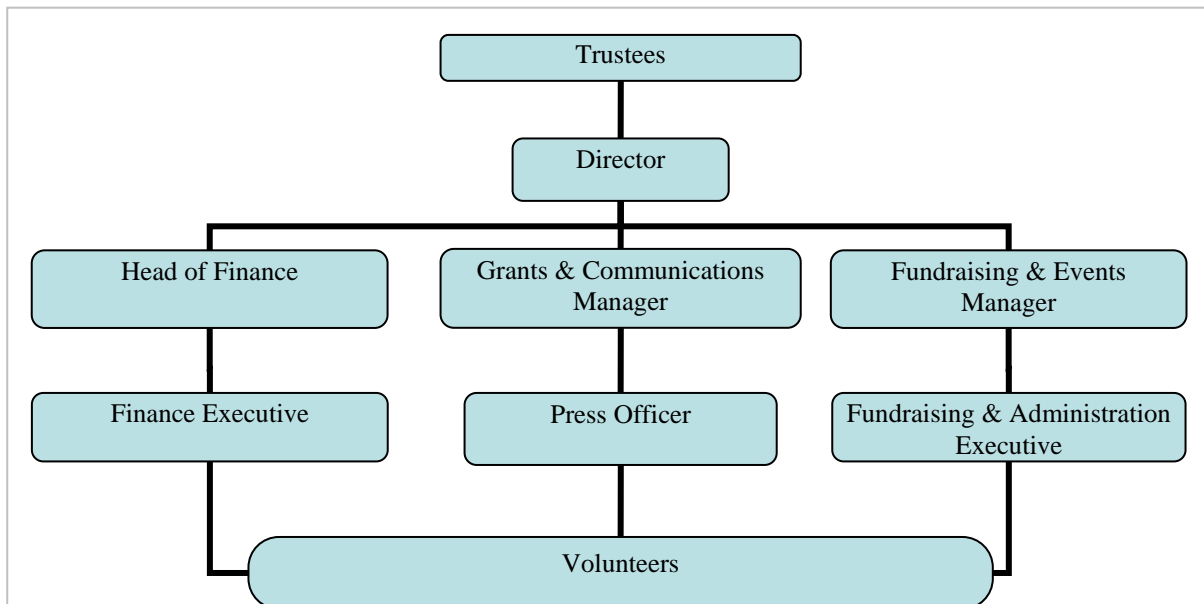 Trustees
Director
Head of Finance
Grants & Communications
Manager
Fundraising & Events
Manager
Finance Executive
Press Officer
Fundraising & Administration
Executive
Volunteers